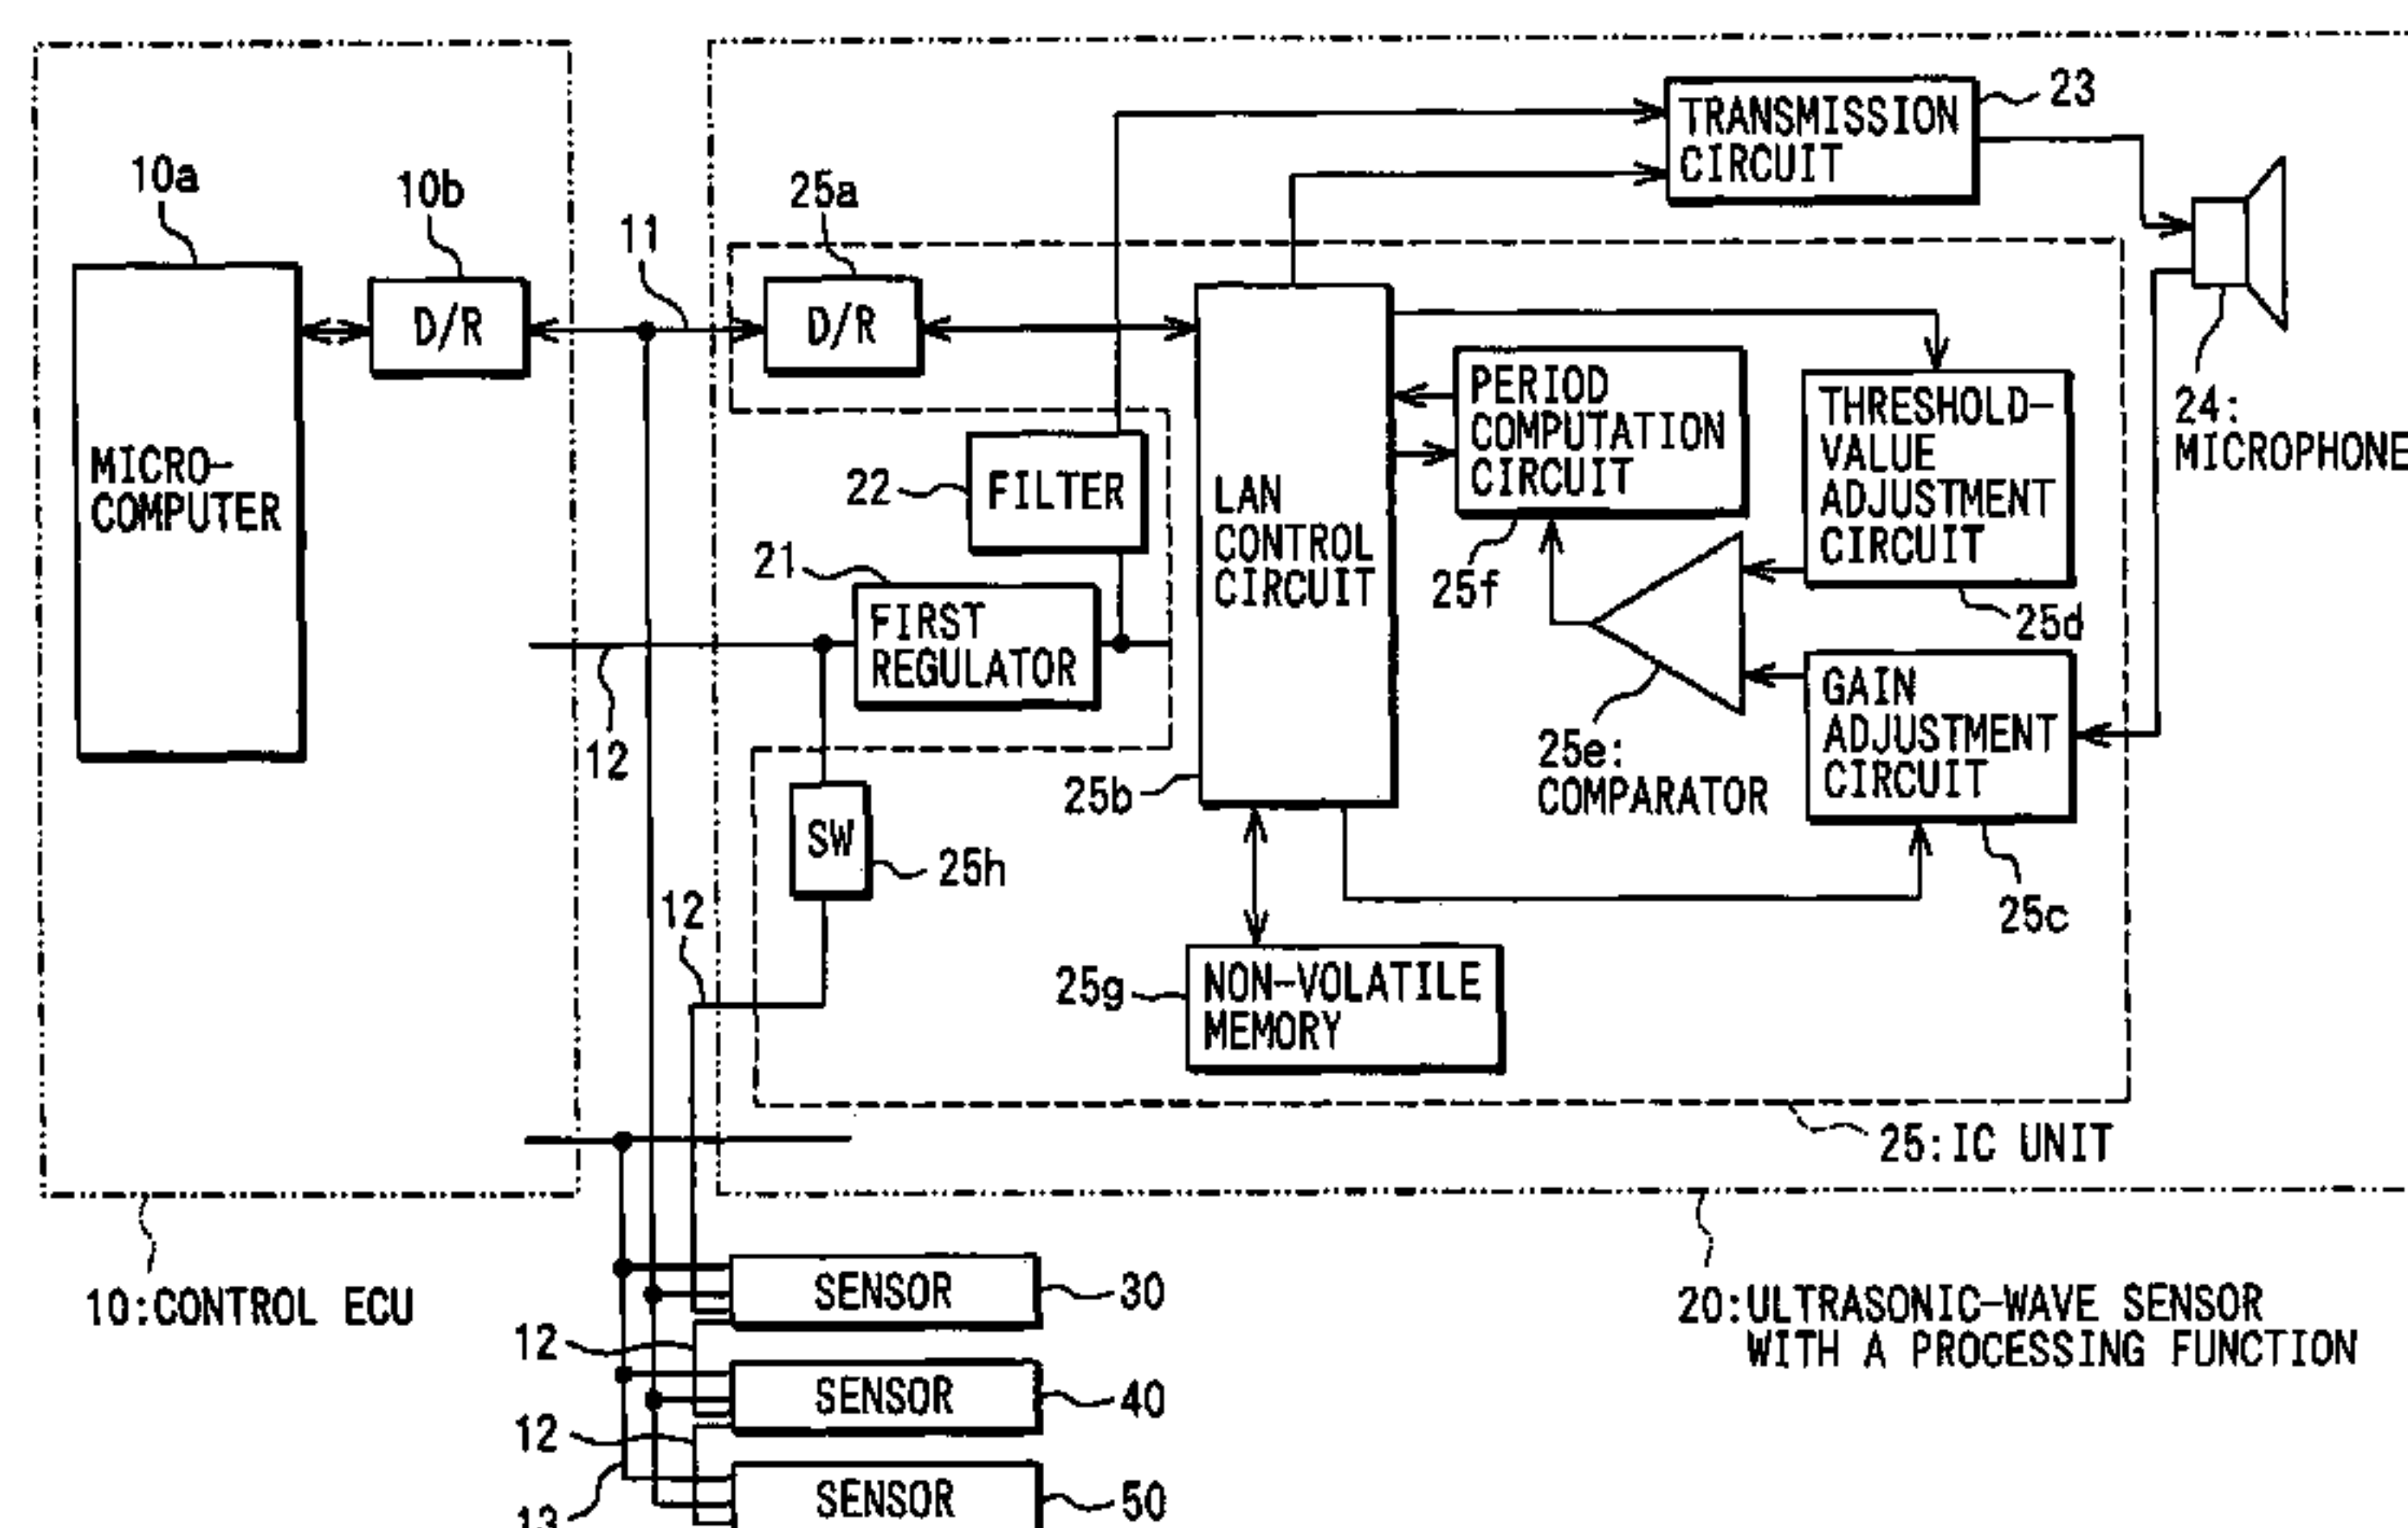 10a
10b
11
25a
23
TRANSMISSION
CIRCUIT
D/R
D/R
MICRO-
COMPUTER
22
FILTER
21
FIRST
REGULATOR
12
LAN
CONTROL
CIRCUIT
25b
PERIOD
COMPUTATION
CIRCUIT
25f
THRESHOLD-
VALUE
ADJUSTMENT
CIRCUIT
25d
24:
MICROPHONE
25e:
COMPARATOR
GAIN
ADJUSTMENT
CIRCUIT
25c
SW
25h
12
25g
NON-VOLATILE
MEMORY
25:IC UNIT
10:CONTROL ECU
20:ULTRASONIC-WAVE SENSOR
WITH A PROCESSING FUNCTION
SENSOR
30
12
SENSOR
40
12
SENSOR
50
13